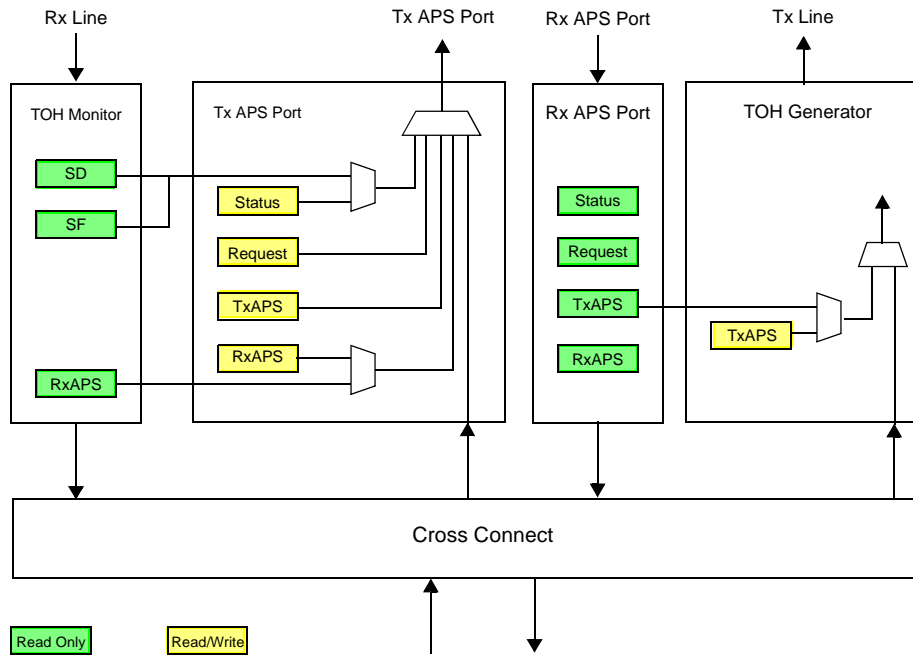 Rx Line
Tx APS Port
Rx APS Port
Tx Line
TOH Monitor
Tx APS Port
Rx APS Port
TOH Generator
SD
Status
Status
SF
Request
Request
TxAPS
TxAPS
TxAPS
RxAPS
RxAPS
RxAPS
Cross Connect
Read Only
Read/Write